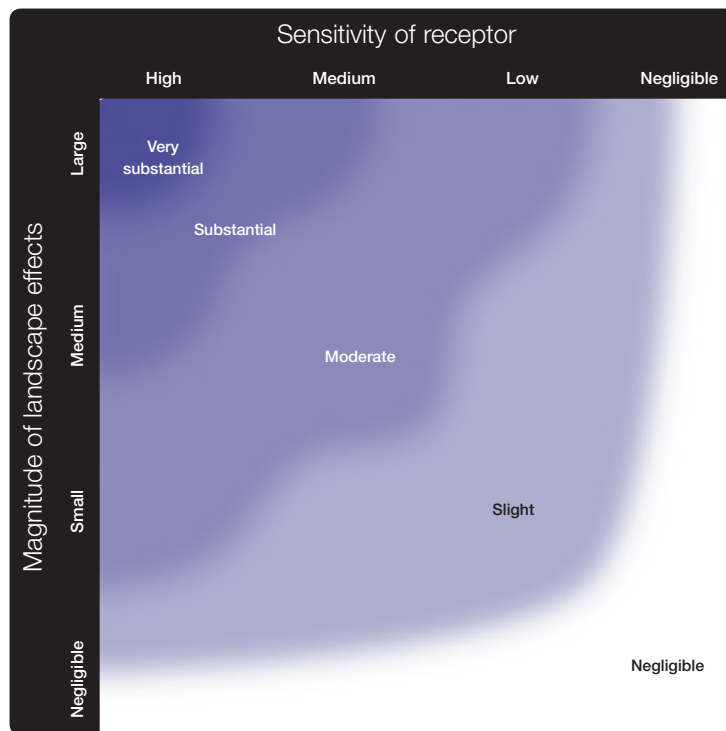 Sensitivity of receptor
High Medium Low Negligible
Magnitude of landscape effects
Large
Medium
Small
Negligible
Very
substantial
Substantial
Moderate
Slight
Negligible